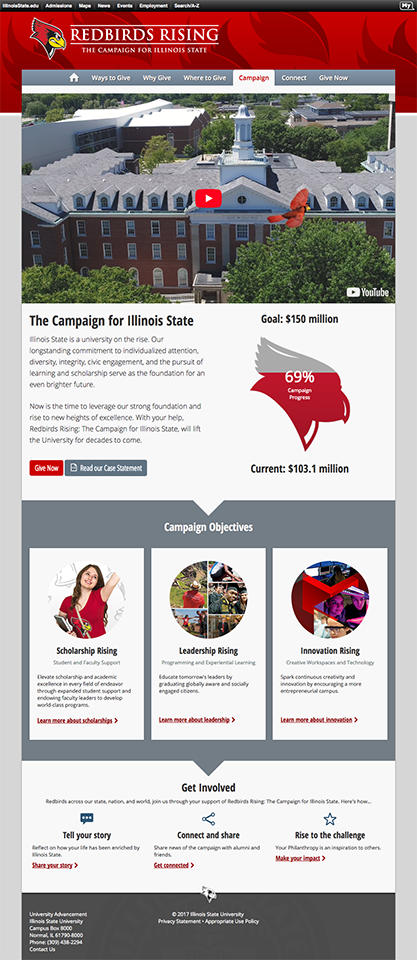 IllinoisState.edu Admissions Maps News Events Employment Search/A-Z My
REDBIRDS RISING
THE CAMPAIGN FOR ILLINOIS STATE
Ways to Give Why Give Where to Give Campaign Connect Give Now
YouTube
The Campaign for Illinois State
Illinois State is a university on the rise. Our
longstanding commitment to individualized attention,
diversity, integrity, civic engagement, and the pursuit of
learning and scholarship serve as the foundation for an
even brighter future.
Now is the time to leverage our strong foundation and
rise to new heights of excellence. With your help,
Redbirds Rising: The Campaign for Illinois State, will lift
the University for decades to come.
Give Now Read our Case Statement
Goal: $150 million
69%
Campaign
Progress
Current: $103.1 million
Campaign Objectives
Scholarship Rising
Student and Faculty Support
Elevate scholarship and academic
excellence in every field of endeavor
through expanded student support and
endowing faculty leaders to develop
world-class programs.
Learn more about scholarships
Leadership Rising
Programming and Experiential Learning
Educate tomorrow's leaders by
graduating globally aware and socially
engaged citizens.
Learn more about leadership
Innovation Rising
Creative Workspaces and Technology
Spark continuous creativity and
innovation by encouraging a more
entrepreneurial campus.
Learn more about innovation
Get Involved
Redbirds across our state, nation, and world, join us through your support of Redbirds Rising: The Campaign for Illinois State. Here's how...
Tell your story
Reflect on how your life has been enriched by
Illinois State.
Share your story
Connect and share
Share news of the campaign with alumni and
friends.
Get connected
Rise to the challenge
Your Philanthropy is an inspiration to others.
Make your impact
University Advancement
Illinois State University
Campus Box 8000
Normal, IL 61790-8000
Phone: (309) 438-2294
Contact Us
© 2017 Illinois State University
Privacy Statement • Appropriate Use Policy